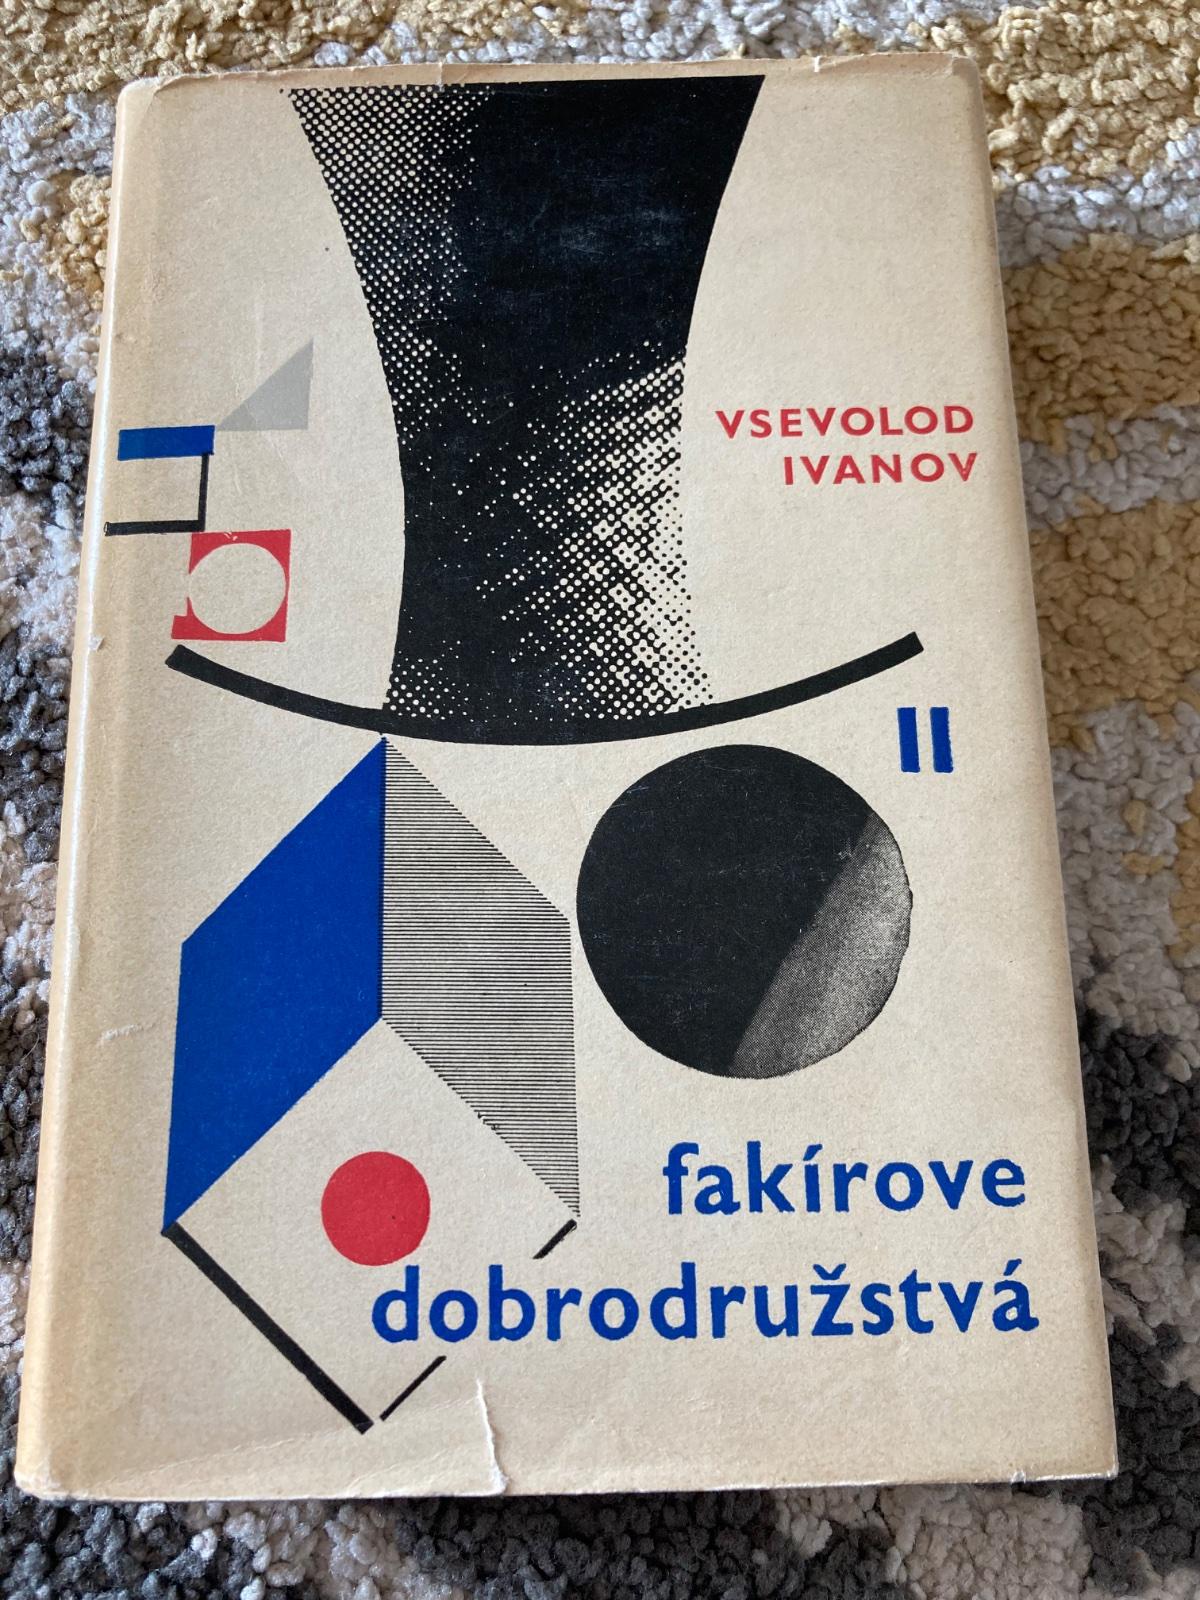 VSEVOLOD
IVANOV
II
fakírove
dobrodružstvá